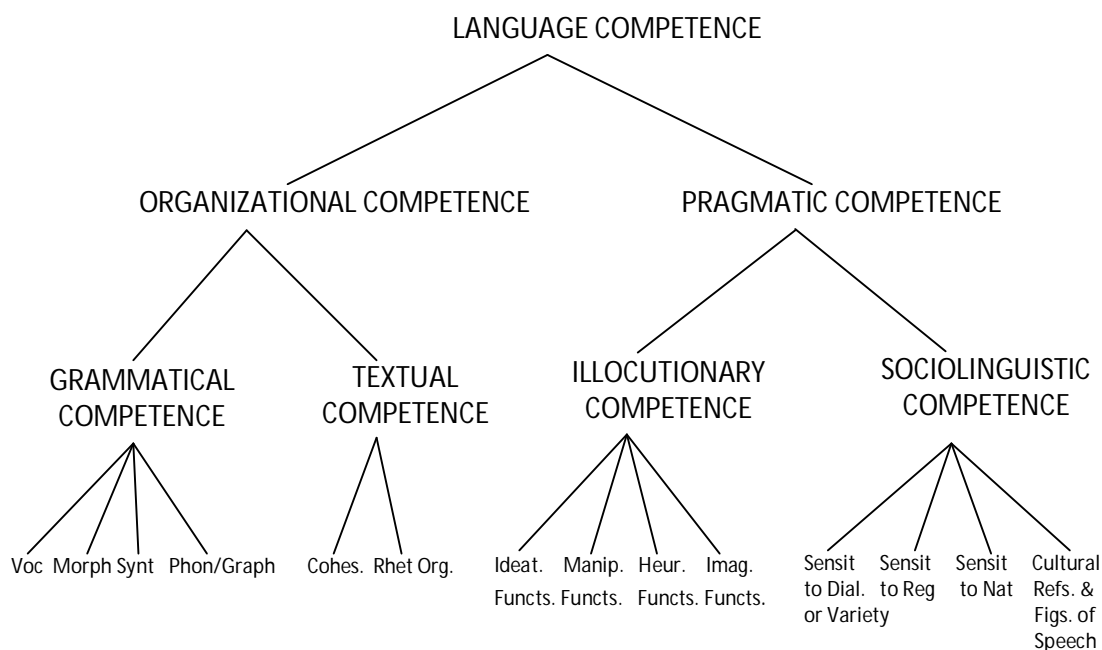 LANGUAGE COMPETENCE
ORGANIZATIONAL COMPETENCE
PRAGMATIC COMPETENCE
GRAMMATICAL
COMPETENCE
TEXTUAL
COMPETENCE
ILLOCUTIONARY
COMPETENCE
SOCIOLINGUISTIC
COMPETENCE
Voc Morph Synt Phon/Graph
Cohes. Rhet Org.
Ideat. Manip. Heur. Imag.
Functs. Functs. Functs. Functs.
Sensit
to Dial.
or Variety
Sensit
to Reg
Sensit
to Nat
Cultural
Refs. &
Figs. of
Speech